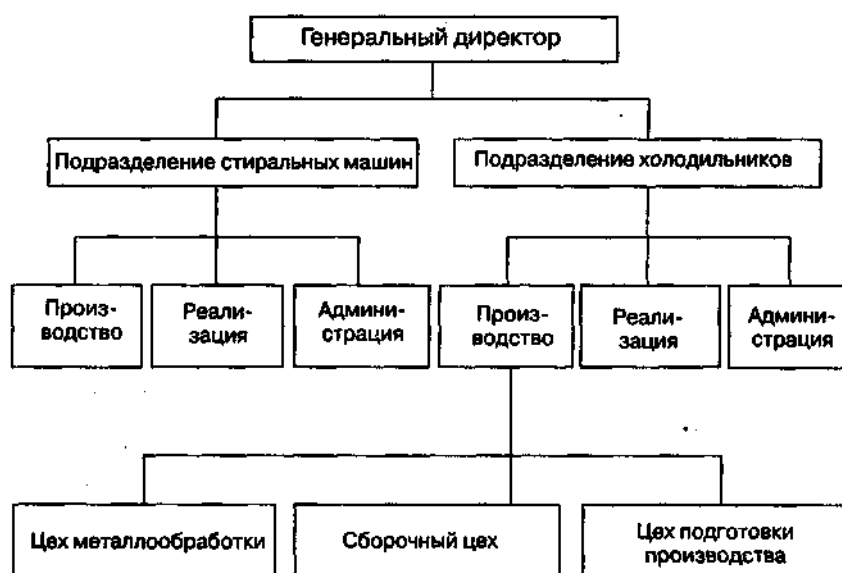 Генеральный директор
Подразделение стиральных машин
Подразделение холодильников
Произ-
водство
Реали-
зация
Админи-
страция
Произ-
водство
Реали-
зация
Админи-
страция
Цех металлообработки
Сборочный цех
Цех подготовки
производства